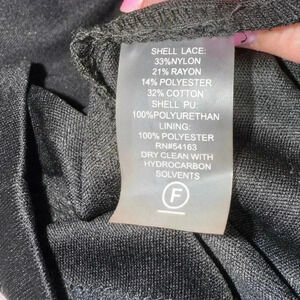 SHELL LACE:
33%NYLON
21% RAYON
14% POLYESTER
32% COTTON
SHELL PU:
100%POLYURETHAN
LINING:
100% POLYESTER
RN#54163
DRY CLEAN WITH
HYDROCARBON
SOLVENTS
F